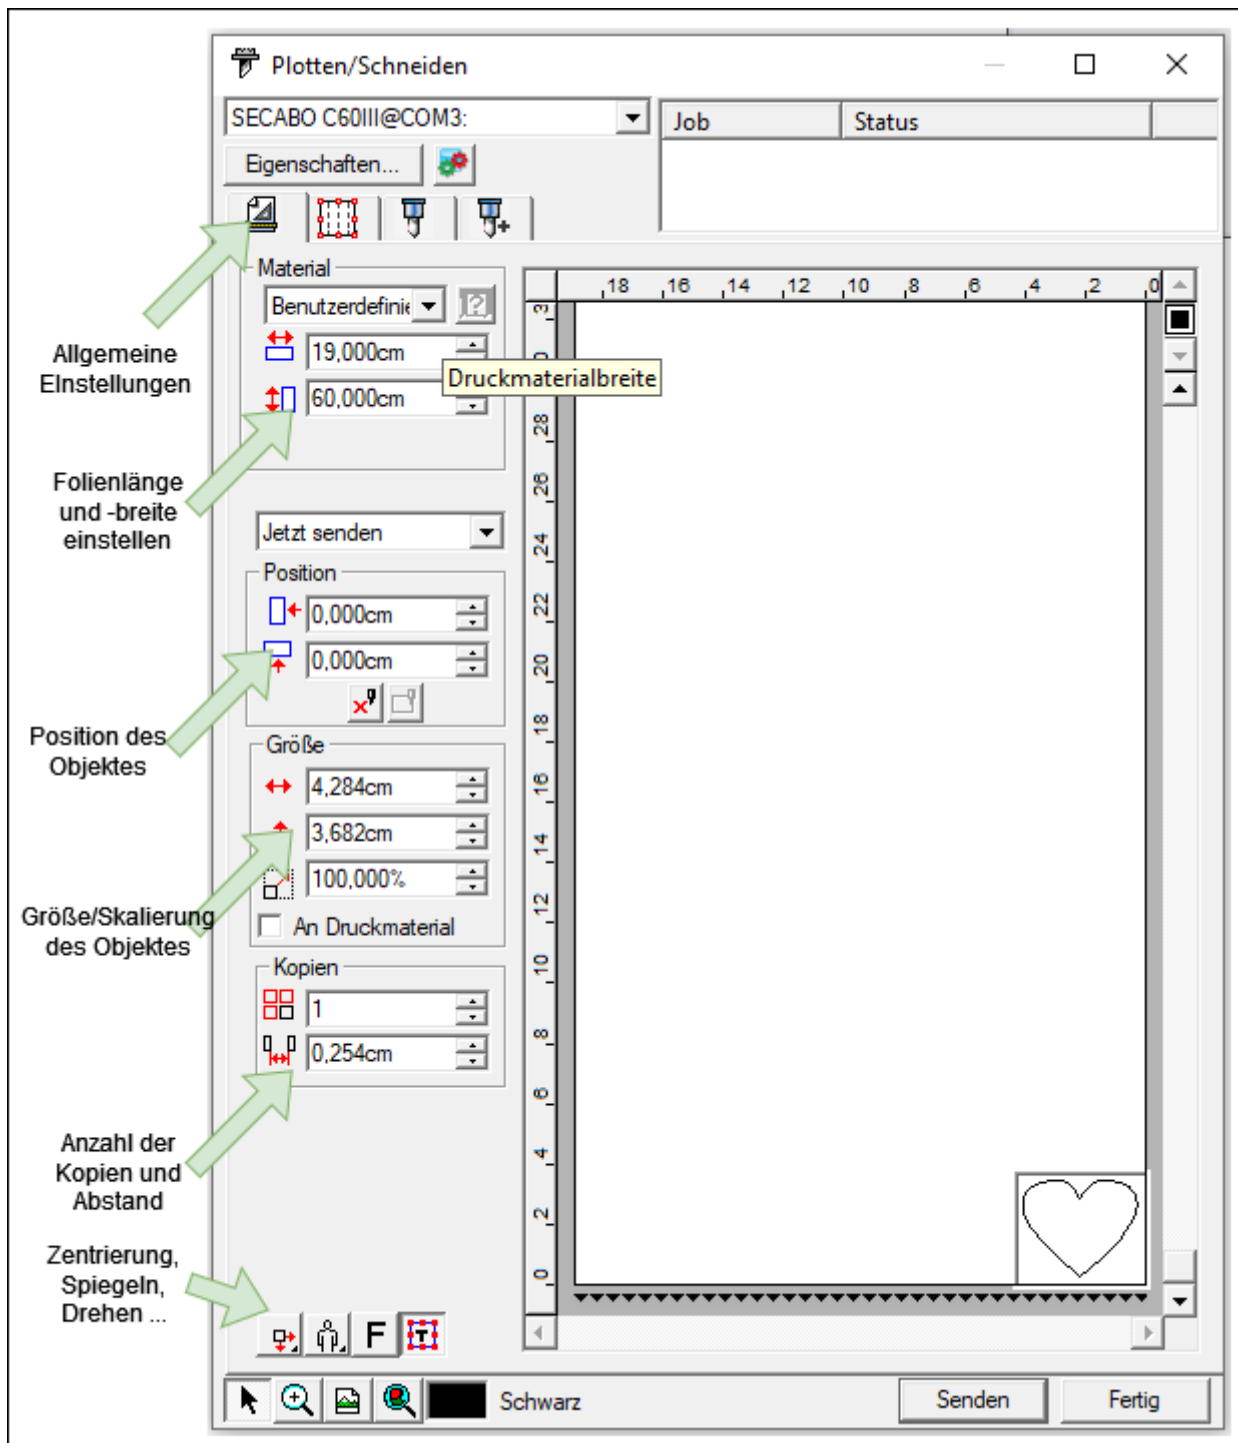 Plotten/Schneiden
SECABO C60III@COM3:
Job Status
Eigenschaften...
Material
Benutzerdefinie
19,000cm
Druckmaterialbreite
60,000cm
Jetzt senden
Position
0,000cm
0,000cm
Größe
4,284cm
3,682cm
100,000%
An Druckmaterial
Kopien
1
0,254cm
Allgemeine
EInstellungen
Folienlänge
und -breite
einstellen
Position des
Objektes
Größe/Skalierung
des Objektes
Anzahl der
Kopien und
Abstand
Zentrierung,
Spiegeln,
Drehen ...
18 16 14 12 10 8 6 4 2 0
28
26
24
22
20
18
16
14
12
10
8
6
4
2
0
F
T
Schwarz
Senden
Fertig